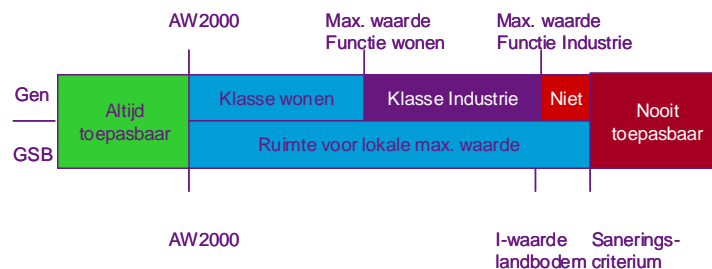 AW2000
Max. waarde
Functie wonen
Max. waarde
Functie Industrie
Gen
Klasse wonen
Klasse Industrie
Niet
Altijd
toepasbaar
Nooit
toepasbaar
GSB
Ruimte voor lokale max. waarde
AW2000
I-waarde
landbodem
Sanerings-
criterium